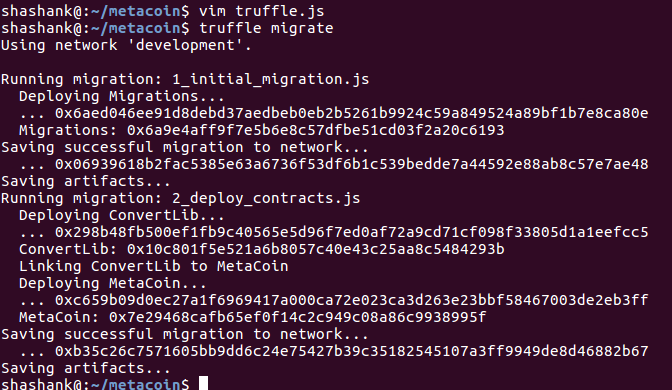 shashank@:~/metacoin$ vim truffle.js
shashank@:~/metacoin$ truffle migrate
Using network 'development'.
Running migration: 1_initial_migration.js
Deploying Migrations...
... 0x6aed046ee91d8debd37aedbeb0eb2b5261b9924c59a849524a89bf1b7e8ca80e
Migrations: 0x6a9e4aff9f7e5b6e8c57dfbe51cd03f2a20c6193
Saving successful migration to network...
... 0x06939618b2fac5385e63a6736f53df6b1c539bedde7a44592e88ab8c57e7ae48
Saving artifacts...
Running migration: 2_deploy_contracts.js
Deploying ConvertLib...
... 0x298b48fb500ef1fb9c40565e5d96f7ed0af72a9cd71cf098f33805d1a1eefcc5
ConvertLib: 0x10c801f5e521a6b8057c40e43c25aa8c5484293b
Linking ConvertLib to MetaCoin
Deploying MetaCoin...
... 0xc659b09d0ec27a1f6969417a000ca72e023ca3d263e23bbf58467003de2eb3ff
MetaCoin: 0x7e29468cafb65ef0f14c2c949c08a86c9938995f
Saving successful migration to network...
... 0xb35c26c7571605bb9dd6c24e75427b39c35182545107a3ff9949de8d46882b67
Saving artifacts...
shashank@:~/metacoin$